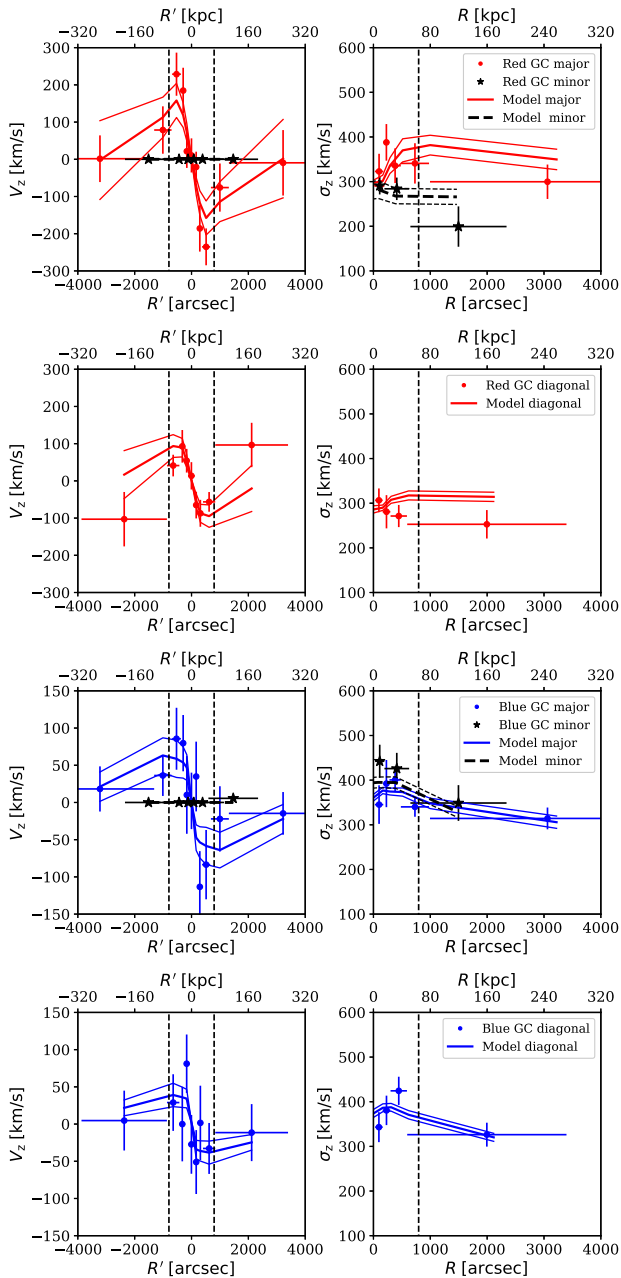 R′ [kpc]
R [kpc]
−320 −160 0 160 320
0 80 160 240 320
300
200
100
0
−100
−200
−300
V_z [km/s]
600
500
400
300
200
100
σ_z [km/s]
Red GC major
Red GC minor
Model major
Model minor
−4000 −2000 0 2000 4000
0 1000 2000 3000 4000
R′ [arcsec]
R [arcsec]
R′ [kpc]
R [kpc]
−320 −160 0 160 320
0 80 160 240 320
300
200
100
0
−100
−200
−300
V_z [km/s]
600
500
400
300
200
100
σ_z [km/s]
Red GC diagonal
Model diagonal
−4000 −2000 0 2000 4000
0 1000 2000 3000 4000
R′ [arcsec]
R [arcsec]
R′ [kpc]
R [kpc]
−320 −160 0 160 320
0 80 160 240 320
150
100
50
0
−50
−100
−150
V_z [km/s]
600
500
400
300
200
100
σ_z [km/s]
Blue GC major
Blue GC minor
Model major
Model minor
−4000 −2000 0 2000 4000
0 1000 2000 3000 4000
R′ [arcsec]
R [arcsec]
R′ [kpc]
R [kpc]
−320 −160 0 160 320
0 80 160 240 320
150
100
50
0
−50
−100
−150
V_z [km/s]
600
500
400
300
200
100
σ_z [km/s]
Blue GC diagonal
Model diagonal
−4000 −2000 0 2000 4000
0 1000 2000 3000 4000
R′ [arcsec]
R [arcsec]